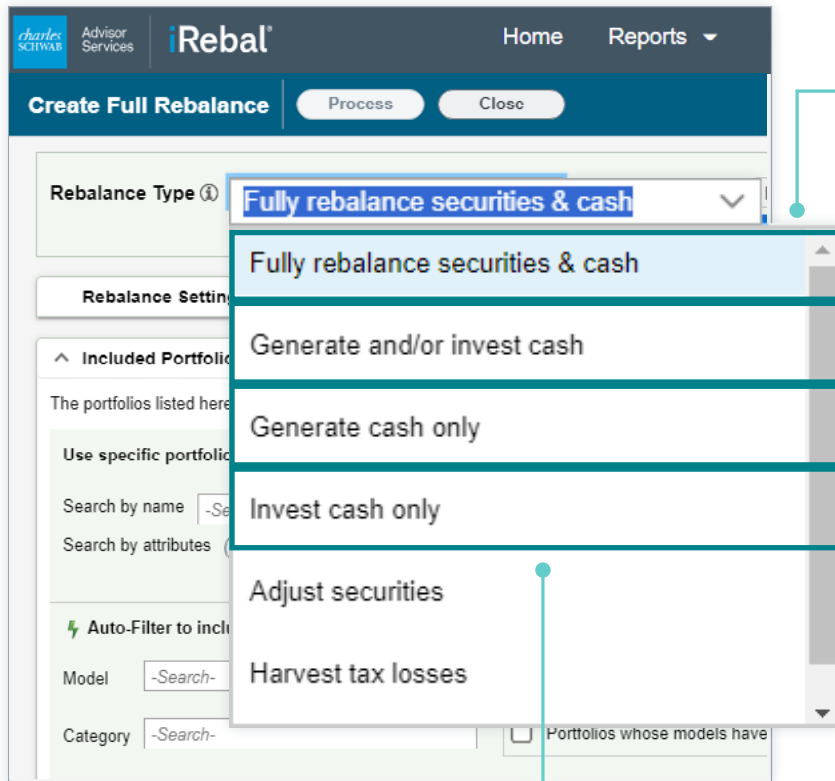 charles SCHWAB Advisor Services iRebal® Home Reports
Create Full Rebalance Process Close
Rebalance Type Fully rebalance securities & cash
Fully rebalance securities & cash
Rebalance Settin
Generate and/or invest cash
Included Portfolio
The portfolios listed here
Generate cash only
Use specific portfolio
Search by name -Se
Invest cash only
Search by attributes
Adjust securities
Auto-Filter to inclu
Harvest tax losses
Model -Search-
Category -Search- Portfolios whose models have